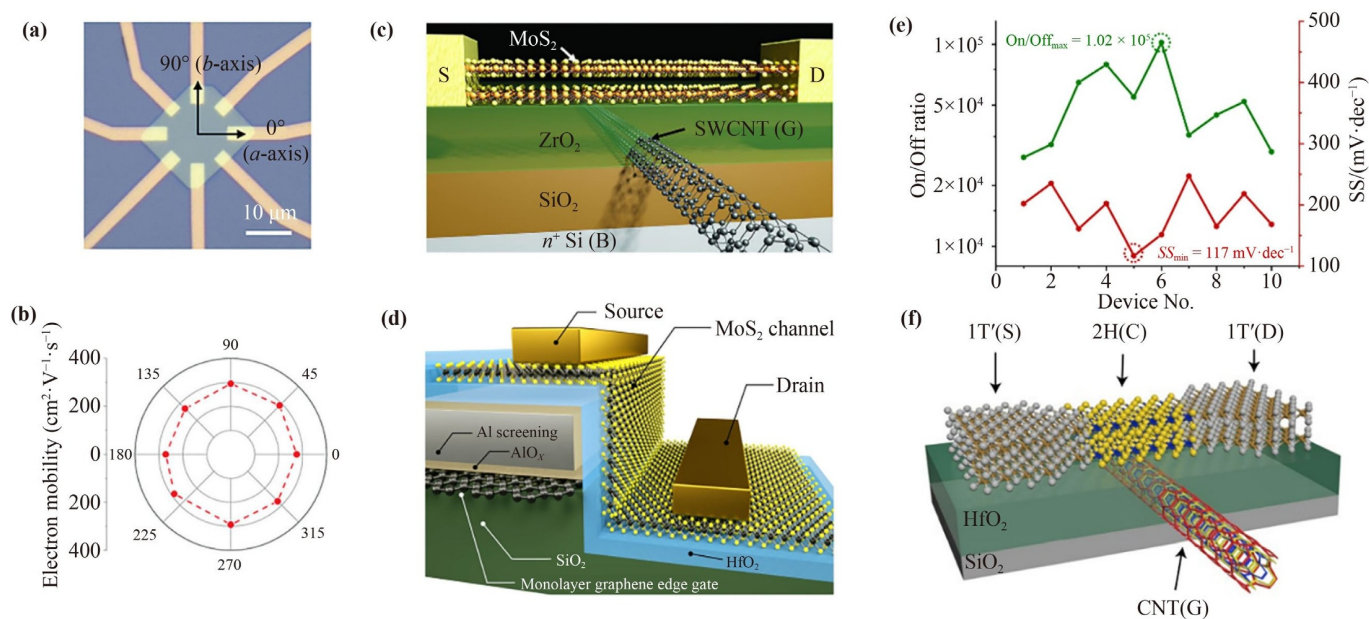 (a)
90° (b-axis)
0°
(a-axis)
10 μm
(b)
Electron mobility (cm²·V⁻¹·s⁻¹)
400
200
0
200
400
90
135
45
180
0
225
315
270
(c)
MoS₂
S
D
SWCNT (G)
ZrO₂
SiO₂
n⁺ Si (B)
(d)
Source
MoS₂ channel
Drain
Al screening
AlOₓ
SiO₂
HfO₂
Monolayer graphene edge gate
(e)
On/Off ratio
1×10⁵
5×10⁴
2×10⁴
1×10⁴
On/Offₘₐₓ = 1.02 × 10⁵
SSₘᵢₙ = 117 mV·dec⁻¹
500
400
300
200
100
SS/(mV·dec⁻¹)
0 2 4 6 8 10
Device No.
(f)
1T′(S)
2H(C)
1T′(D)
HfO₂
SiO₂
CNT(G)